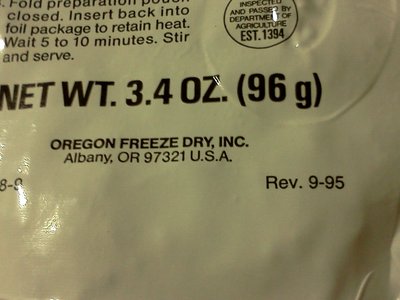 . Fold preparation pouch
closed. Insert back into
foil package to retain heat.
Wait 5 to 10 minutes. Stir
and serve.
INSPECTED
AND PASSED BY
DEPARTMENT OF
AGRICULTURE
EST.1394
NET WT. 3.4 OZ. (96 g)
OREGON FREEZE DRY, INC.
Albany, OR 97321 U.S.A.
8-9
Rev. 9-95